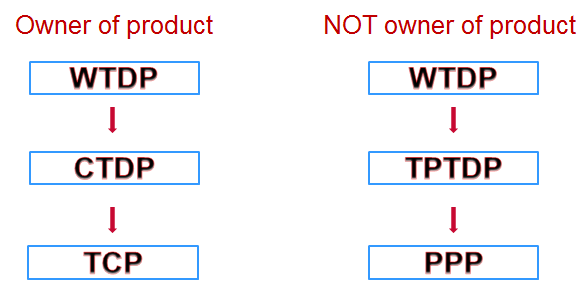 Owner of product
WTDP
CTDP
TCP
NOT owner of product
WTDP
TPTDP
PPP